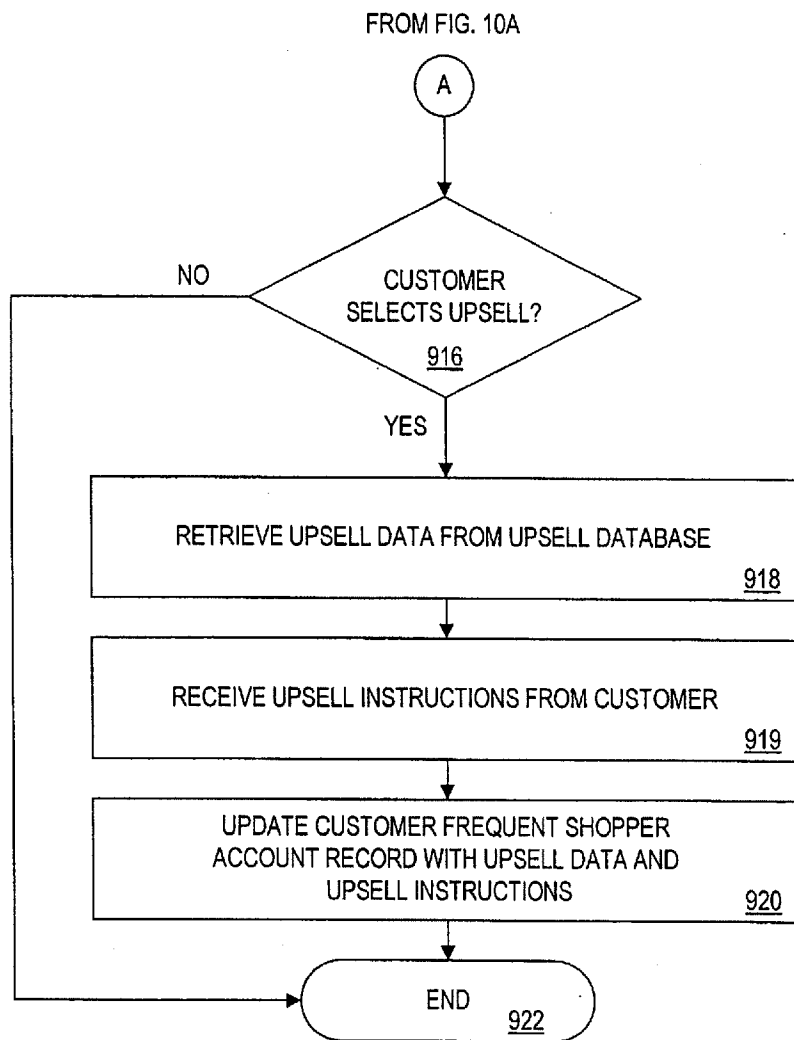 FROM FIG. 10A
A
CUSTOMER
SELECTS UPSELL?
916
NO
YES
RETRIEVE UPSELL DATA FROM UPSELL DATABASE
918
RECEIVE UPSELL INSTRUCTIONS FROM CUSTOMER
919
UPDATE CUSTOMER FREQUENT SHOPPER
ACCOUNT RECORD WITH UPSELL DATA AND
UPSELL INSTRUCTIONS
920
END
922